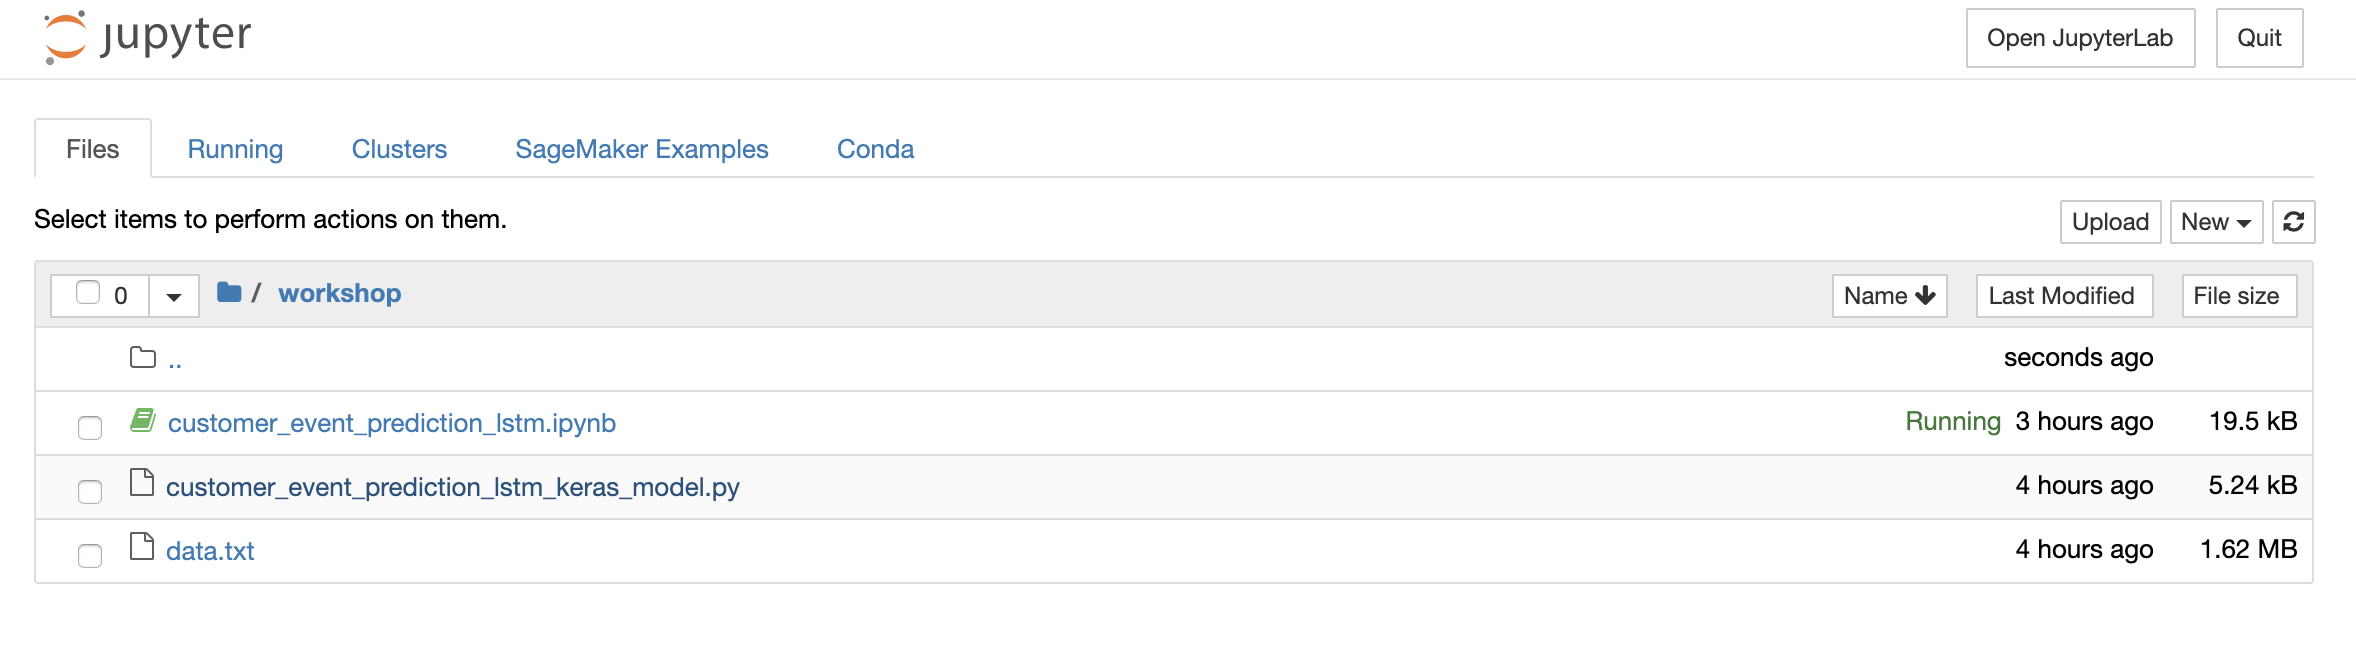 jupyter Open JupyterLab Quit
Files Running Clusters SageMaker Examples Conda
Select items to perform actions on them. Upload New
0 / workshop Name Last Modified File size
.. seconds ago
customer_event_prediction_lstm.ipynb Running 3 hours ago 19.5 kB
customer_event_prediction_lstm_keras_model.py 4 hours ago 5.24 kB
data.txt 4 hours ago 1.62 MB